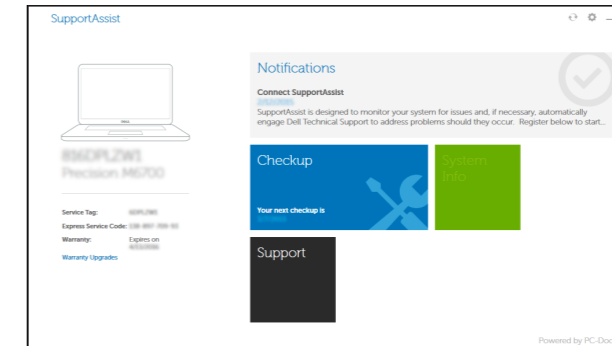 SupportAssist
Notifications
Connect SupportAssist
SupportAssist is designed to monitor your system for issues and, if necessary, automatically
engage Dell Technical Support to address problems should they occur. Register below to start...
Precision M6700
Checkup
System
Info
Your next checkup is
Service Tag:
Express Service Code:
Warranty: Expires on
Warranty Upgrades
Support
Powered by PC-Doc